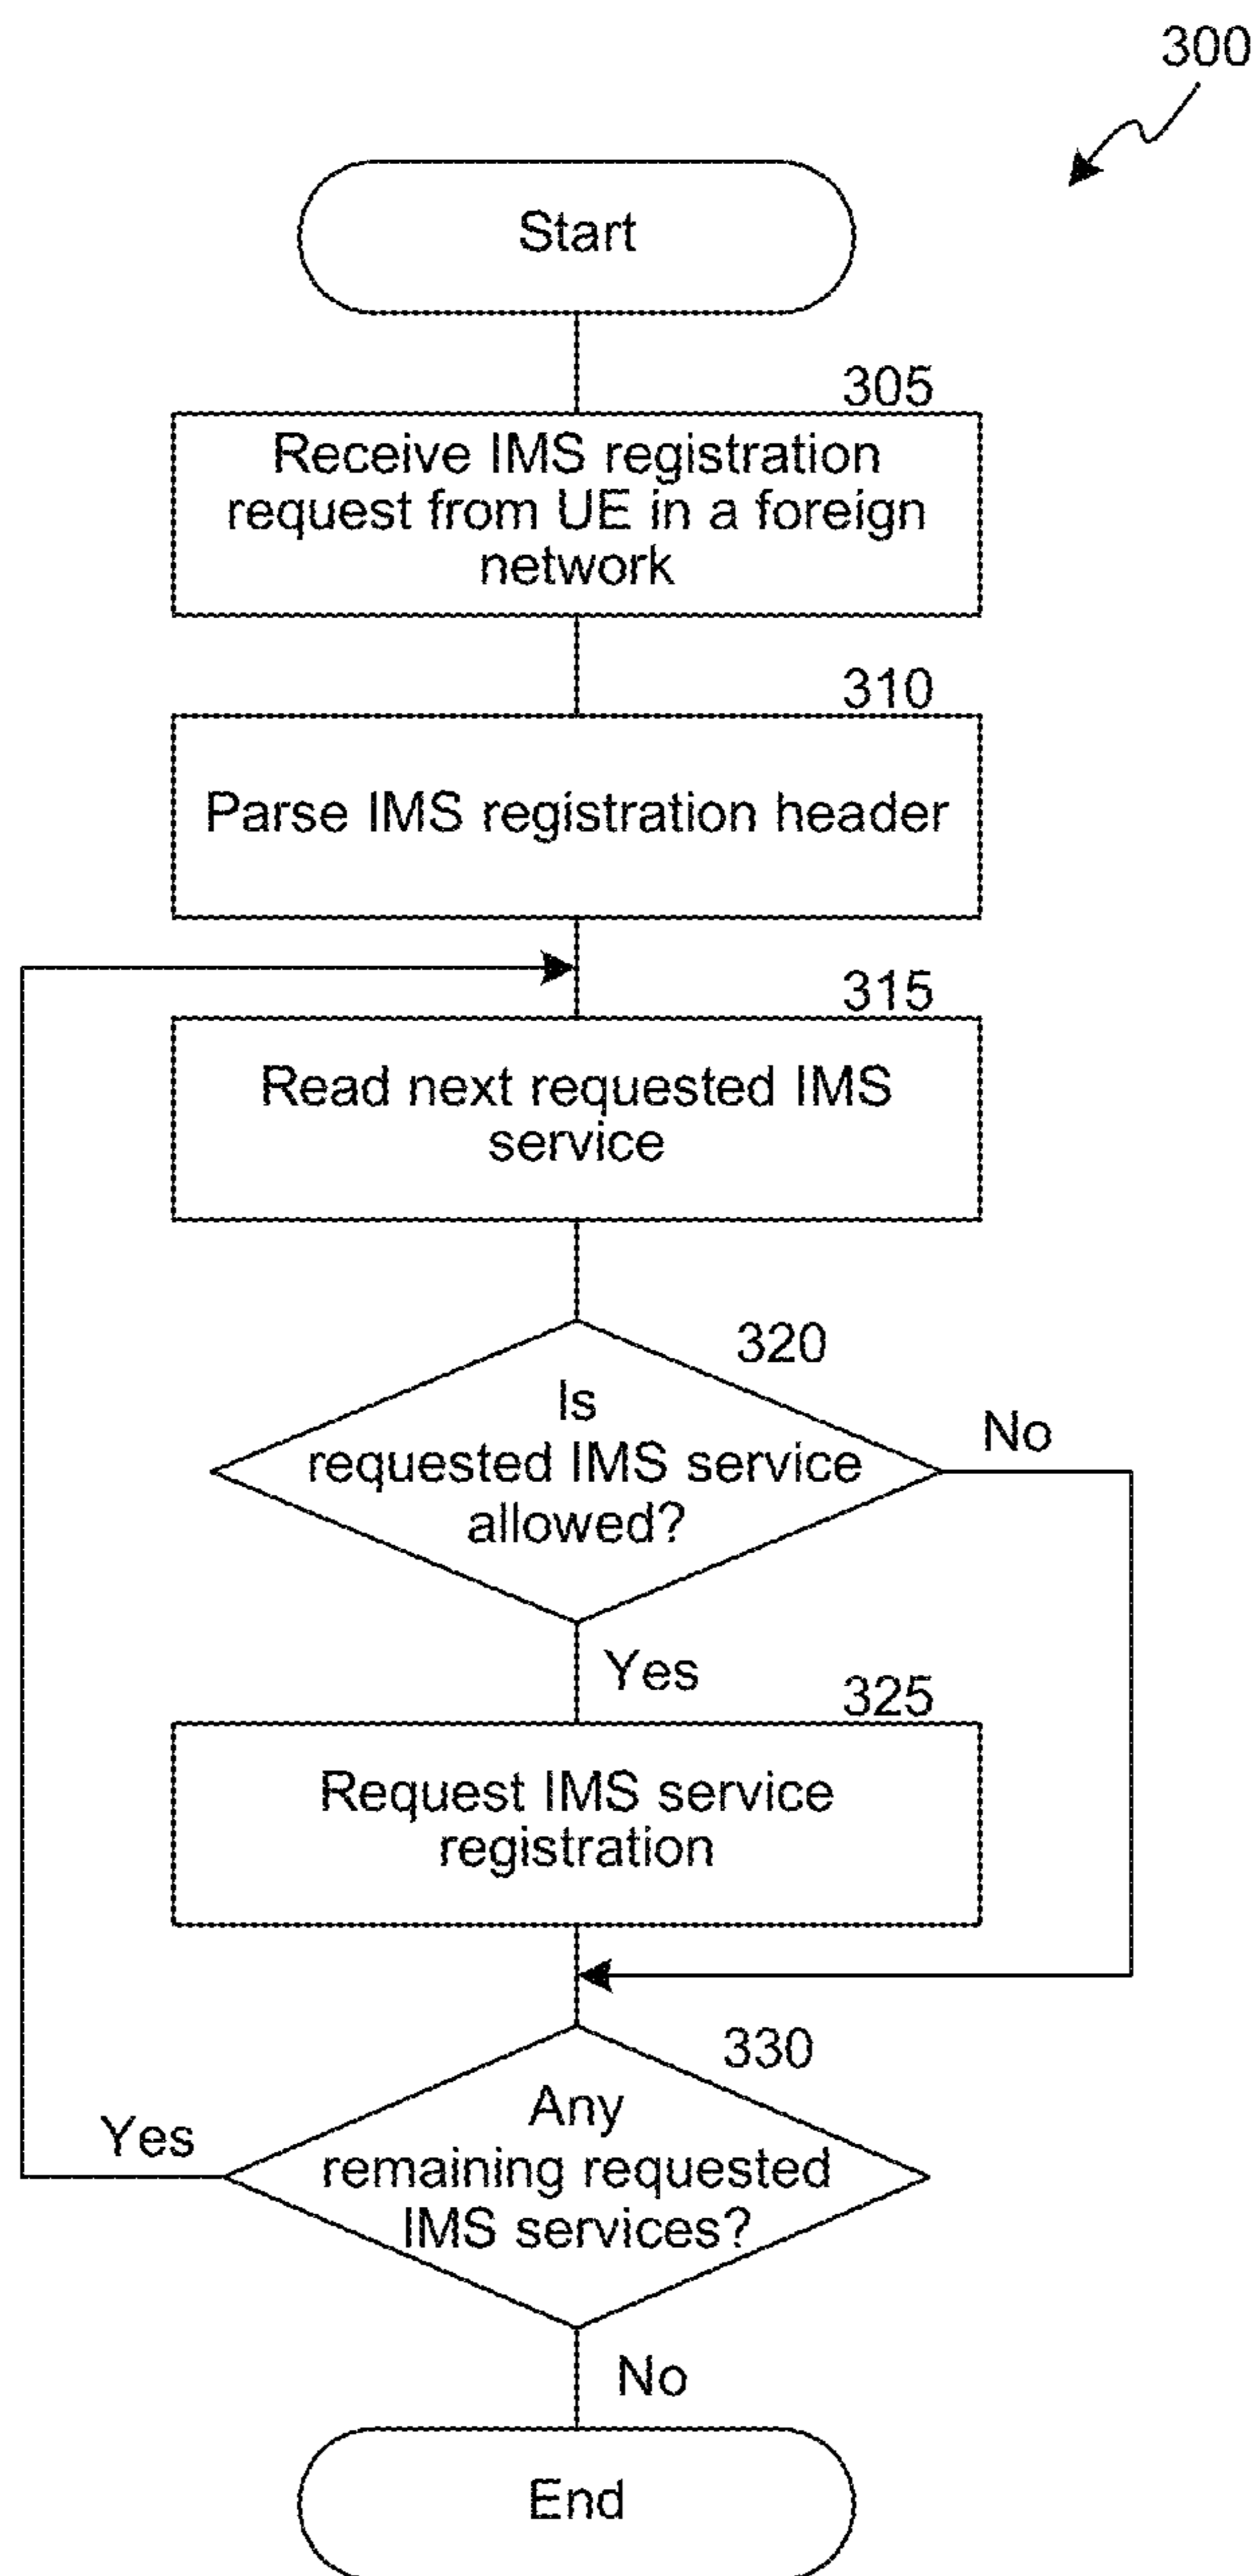 300
Start
305
Receive IMS registration
request from UE in a foreign
network
310
Parse IMS registration header
315
Read next requested IMS
service
320
Is
requested IMS service
allowed?
No
Yes
325
Request IMS service
registration
330
Any
remaining requested
IMS services?
Yes
No
End